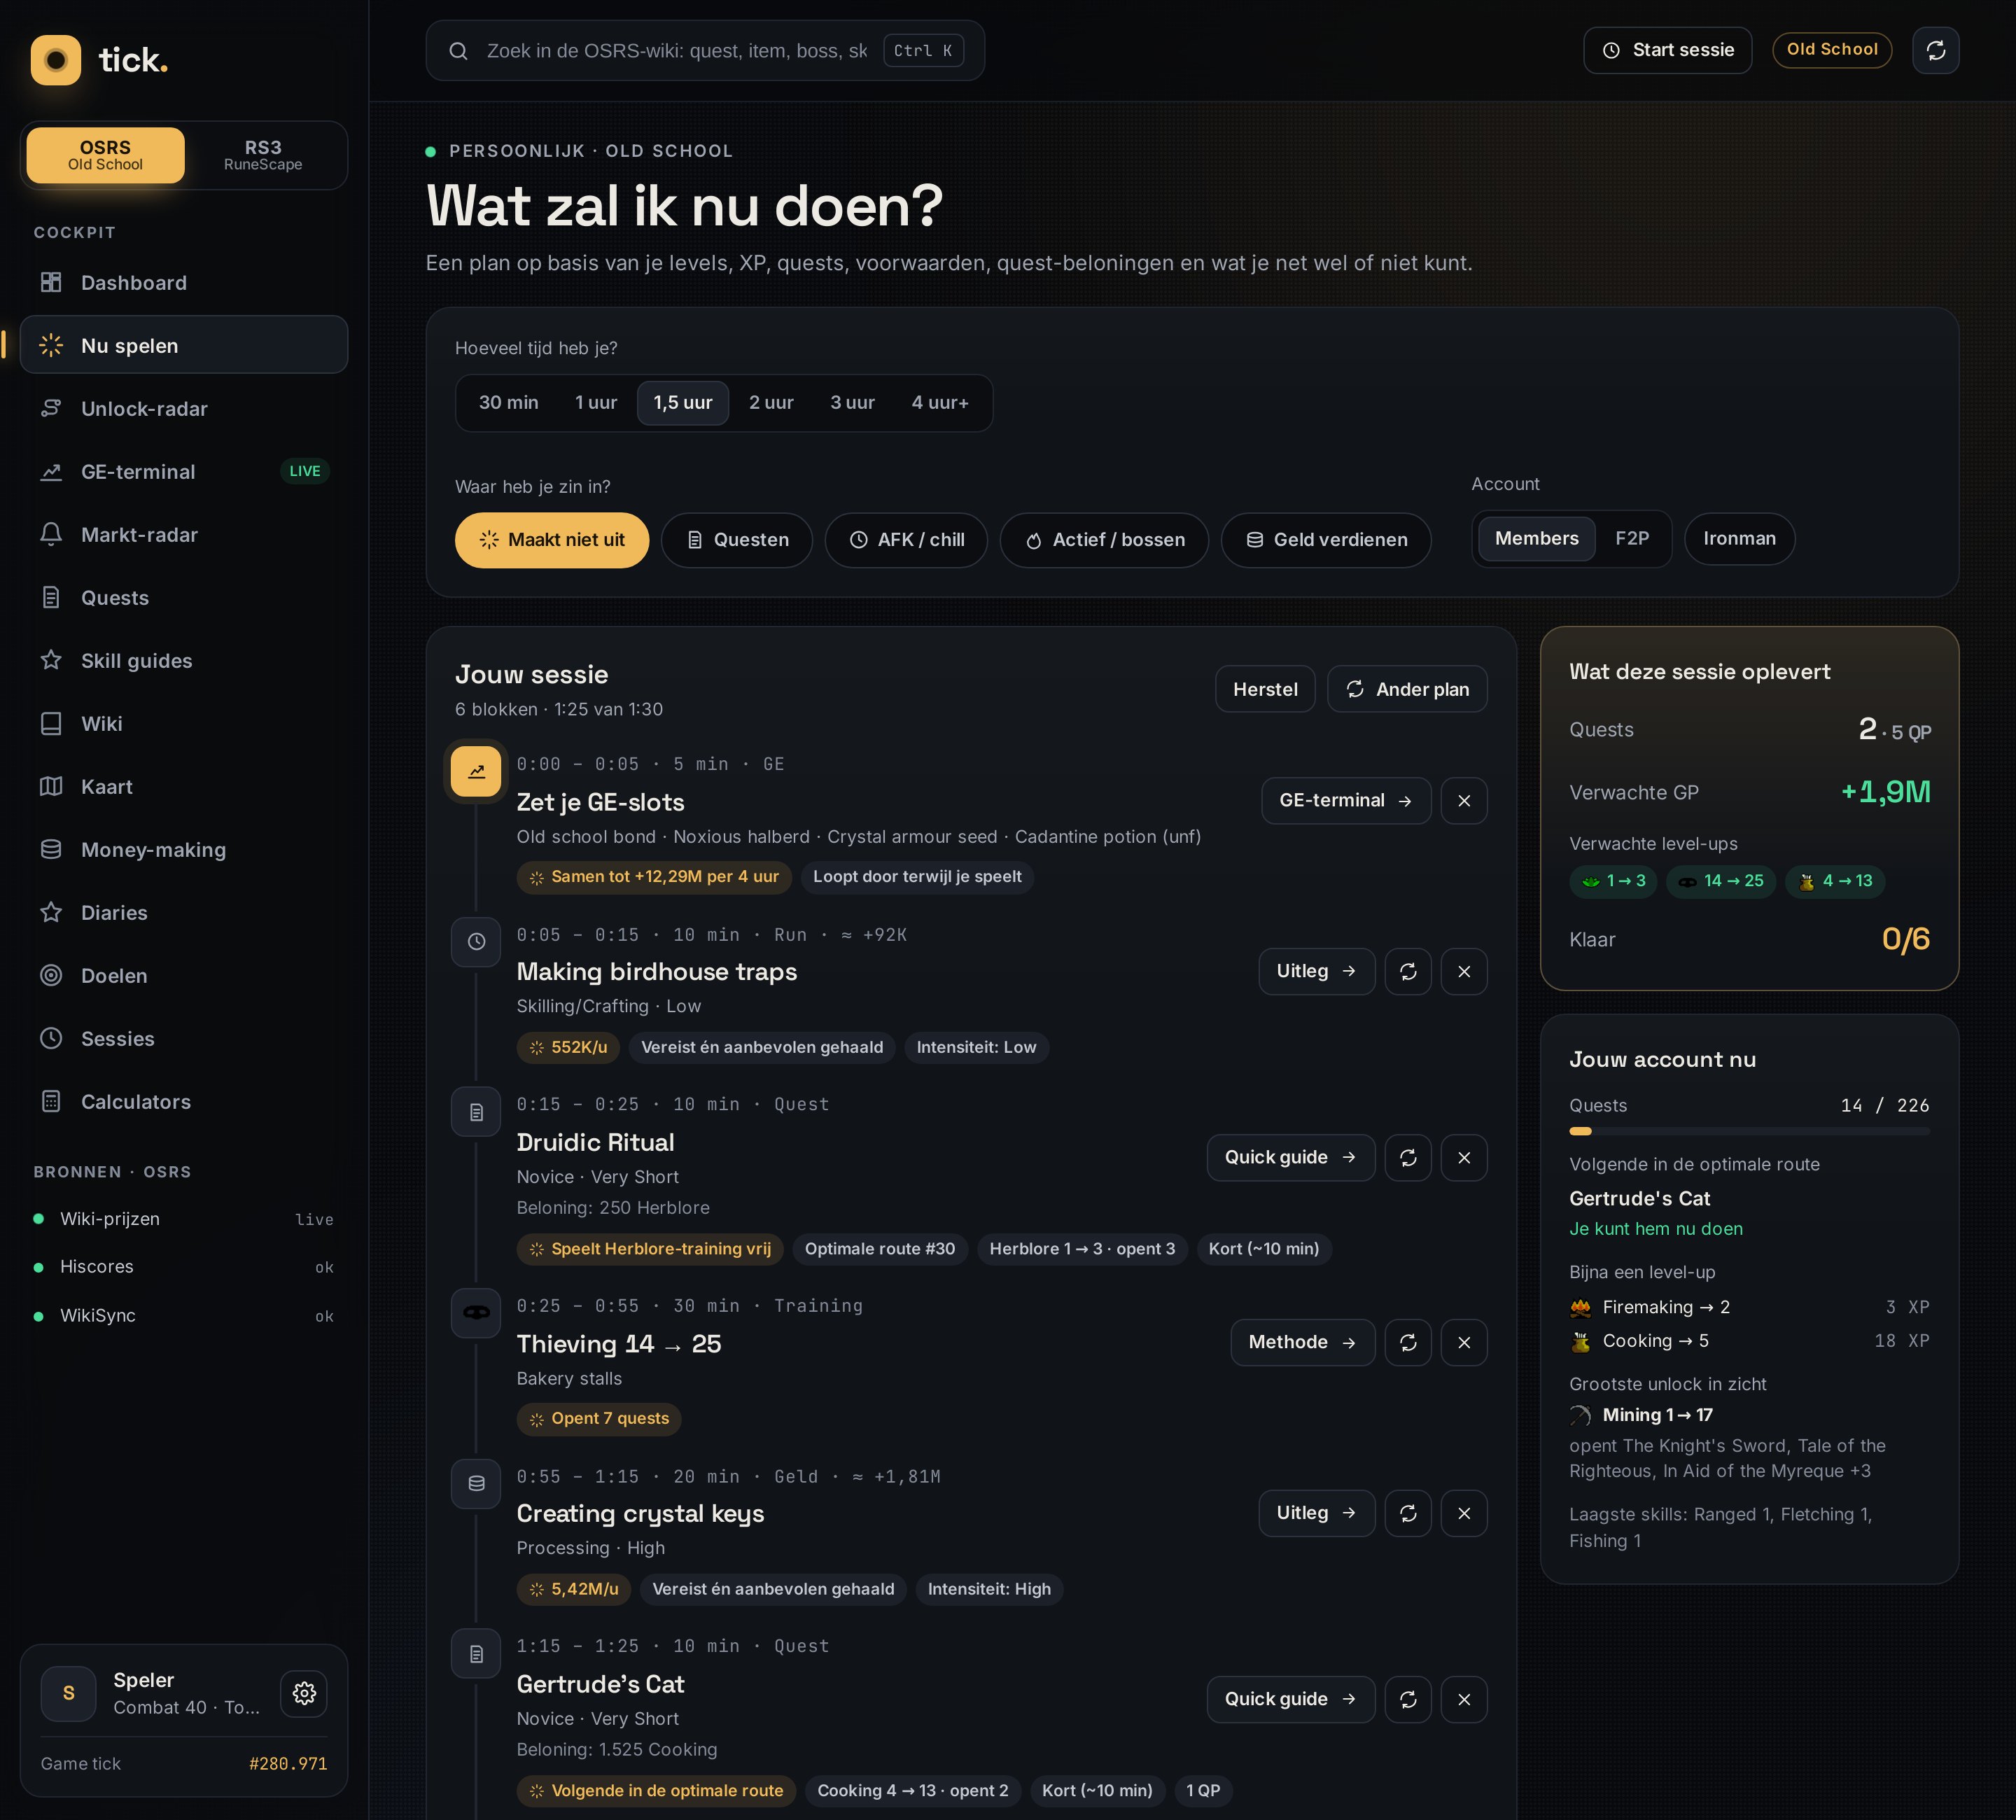 tick.
OSRS
Old School
RS3
RuneScape
COCKPIT
Dashboard
Nu spelen
Unlock-radar
GE-terminal LIVE
Markt-radar
Quests
Skill guides
Wiki
Kaart
Money-making
Diaries
Doelen
Sessies
Calculators
BRONNEN · OSRS
Wiki-prijzen live
Hiscores ok
WikiSync ok
S
Speler
Combat 40 · To...
Game tick #280.971
Zoek in de OSRS-wiki: quest, item, boss, sk Ctrl K
Start sessie
Old School
PERSOONLIJK · OLD SCHOOL
Wat zal ik nu doen?
Een plan op basis van je levels, XP, quests, voorwaarden, quest-beloningen en wat je net wel of niet kunt.
Hoeveel tijd heb je?
30 min 1 uur 1,5 uur 2 uur 3 uur 4 uur+
Waar heb je zin in?
Maakt niet uit Questen AFK / chill Actief / bossen Geld verdienen
Account
Members F2P Ironman
Jouw sessie
6 blokken · 1:25 van 1:30
Herstel Ander plan
0:00 – 0:05 · 5 min · GE
Zet je GE-slots
Old school bond · Noxious halberd · Crystal armour seed · Cadantine potion (unf)
Samen tot +12,29M per 4 uur Loopt door terwijl je speelt
GE-terminal →
0:05 – 0:15 · 10 min · Run · ≈ +92K
Making birdhouse traps
Skilling/Crafting · Low
552K/u Vereist én aanbevolen gehaald Intensiteit: Low
Uitleg →
0:15 – 0:25 · 10 min · Quest
Druidic Ritual
Novice · Very Short
Beloning: 250 Herblore
Speelt Herblore-training vrij Optimale route #30 Herblore 1 → 3 · opent 3 Kort (~10 min)
Quick guide →
0:25 – 0:55 · 30 min · Training
Thieving 14 → 25
Bakery stalls
Opent 7 quests
Methode →
0:55 – 1:15 · 20 min · Geld · ≈ +1,81M
Creating crystal keys
Processing · High
5,42M/u Vereist én aanbevolen gehaald Intensiteit: High
Uitleg →
1:15 – 1:25 · 10 min · Quest
Gertrude's Cat
Novice · Very Short
Beloning: 1.525 Cooking
Volgende in de optimale route Cooking 4 → 13 · opent 2 Kort (~10 min) 1 QP
Quick guide →
Wat deze sessie oplevert
Quests 2 · 5 QP
Verwachte GP +1,9M
Verwachte level-ups
1 → 3 14 → 25 4 → 13
Klaar 0/6
Jouw account nu
Quests 14 / 226
Volgende in de optimale route
Gertrude's Cat
Je kunt hem nu doen
Bijna een level-up
Firemaking → 2 3 XP
Cooking → 5 18 XP
Grootste unlock in zicht
Mining 1 → 17
opent The Knight's Sword, Tale of the
Righteous, In Aid of the Myreque +3
Laagste skills: Ranged 1, Fletching 1,
Fishing 1